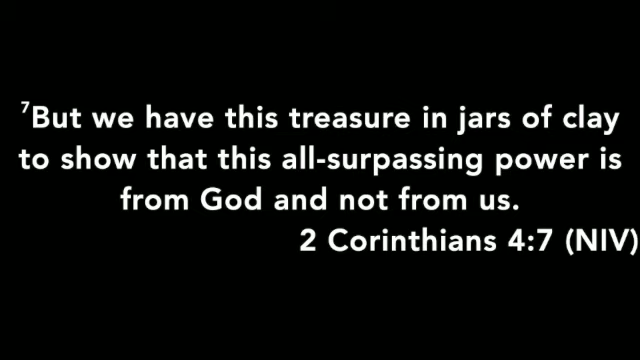 ⁷But we have this treasure in jars of clay
to show that this all-surpassing power is
from God and not from us.
2 Corinthians 4:7 (NIV)